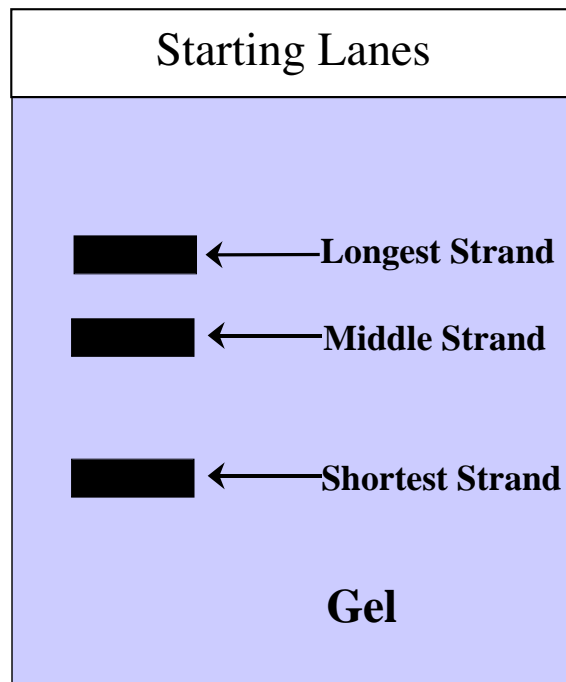 Starting Lanes
Longest Strand
Middle Strand
Shortest Strand
Gel